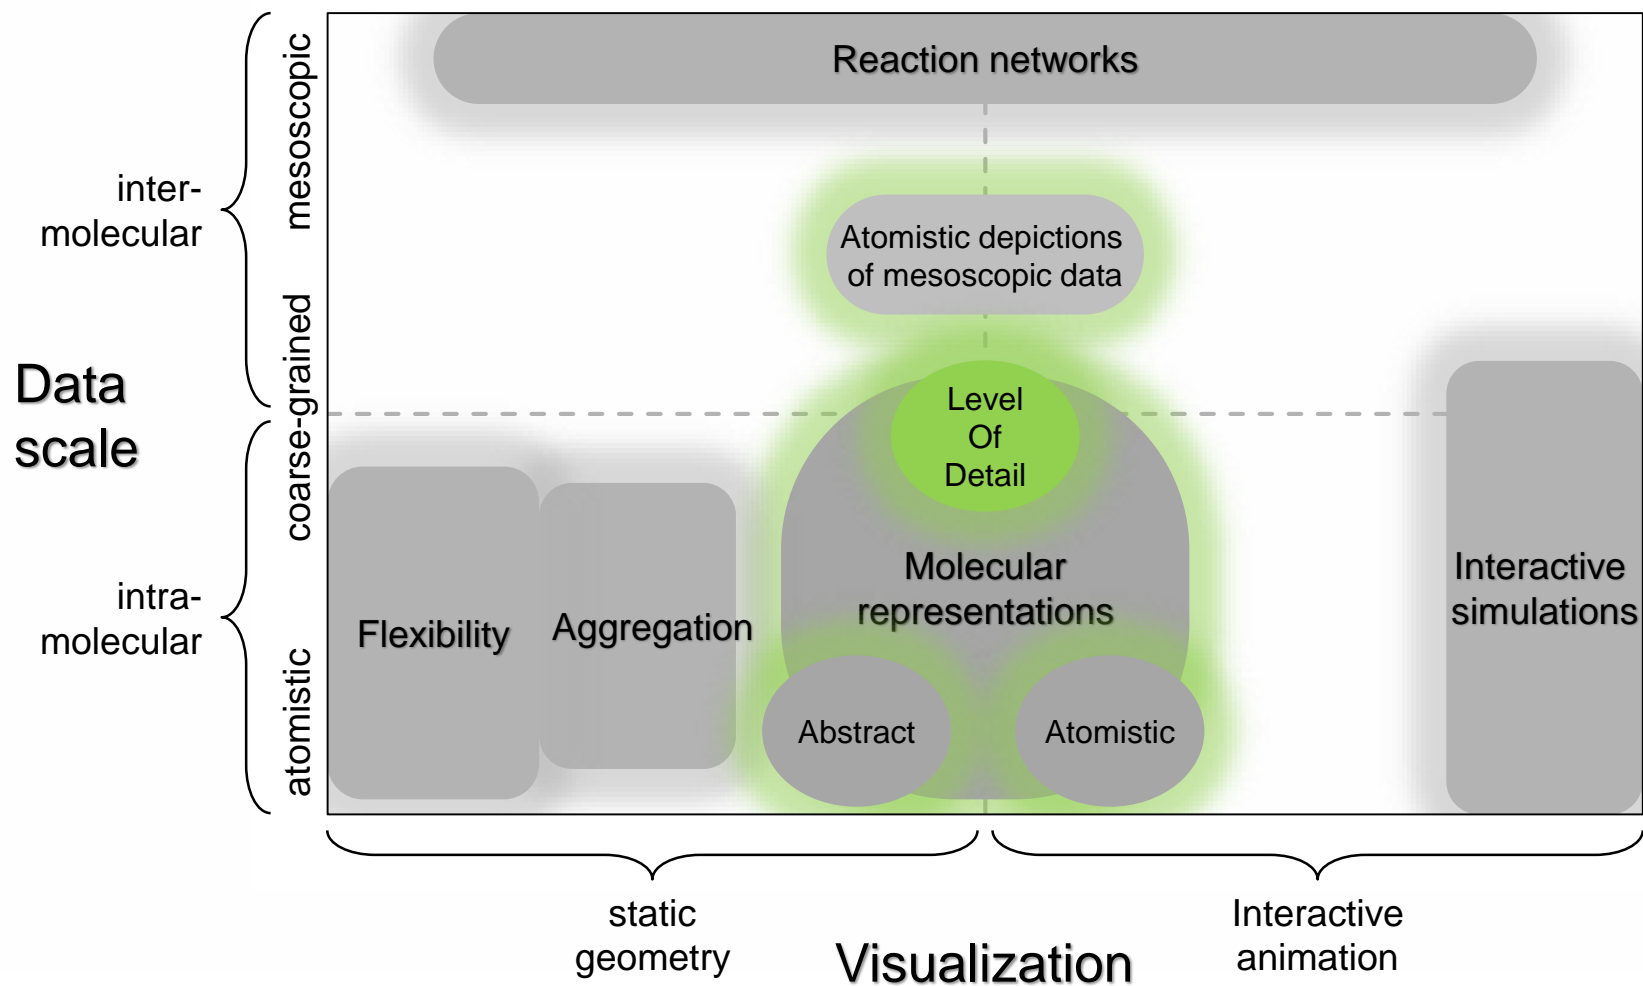 Reaction networks
mesoscopic
inter-
molecular
Atomistic depictions
of mesoscopic data
coarse-grained
Data
scale
Level
Of
Detail
Molecular
representations
Interactive
simulations
intra-
molecular
Flexibility
Aggregation
atomistic
Abstract
Atomistic
static
geometry
Interactive
animation
Visualization